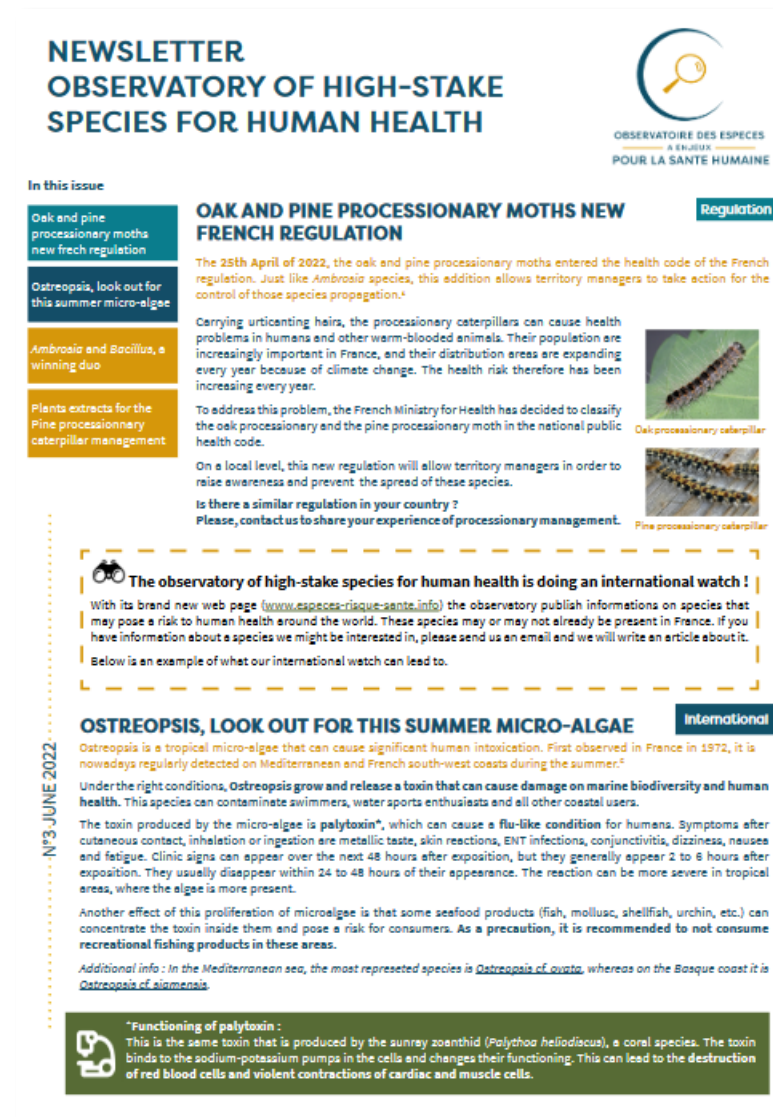 NEWSLETTER
OBSERVATORY OF HIGH-STAKE
SPECIES FOR HUMAN HEALTH
OBSERVATOIRE DES ESPECES
A ENJEUX
POUR LA SANTE HUMAINE
In this issue
Oak and pine
processionary moths
new frech regulation
Ostreopsis, look out for
this summer micro-algae
Ambrosia and Bacillus, a
winning duo
Plants extracts for the
Pine processionnary
caterpillar management
OAK AND PINE PROCESSIONARY MOTHS NEW
FRENCH REGULATION
Regulation
The 25th April of 2022, the oak and pine processionary moths entered the health code of the French
regulation. Just like Ambrosia species, this addition allows territory managers to take action for the
control of those species propagation.
Carrying urticanting hairs, the processionary caterpillars can cause health
problems in humans and other warm-blooded animals. Their population are
increasingly important in France, and their distribution areas are expanding
every year because of climate change. The health risk therefore has been
increasing every year.
To address this problem, the French Ministry for Health has decided to classify
the oak processionary and the pine processionary moth in the national public
health code.
On a local level, this new regulation will allow territory managers in order to
raise awareness and prevent the spread of these species.
Is there a similar regulation in your country ?
Please, contact us to share your experience of processionary management.
Oak processionary caterpillar
Pine processionary caterpillar
The observatory of high-stake species for human health is doing an international watch !
With its brand new web page (www.especes-risque-sante.info) the observatory publish informations on species that
may pose a risk to human health around the world. These species may or may not already be present in France. If you
have information about a species we might be interested in, please send us an email and we will write an article about it.
Below is an example of what our international watch can lead to.
N°3 JUNE 2022
OSTREOPSIS, LOOK OUT FOR THIS SUMMER MICRO-ALGAE
International
Ostreopsis is a tropical micro-algae that can cause significant human intoxication. First observed in France in 1972, it is
nowadays regularly detected on Mediterranean and French south-west coasts during the summer.
Under the right conditions, Ostreopsis grow and release a toxin that can cause damage on marine biodiversity and human
health. This species can contaminate swimmers, water sports enthusiasts and all other coastal users.
The toxin produced by the micro-algae is palytoxin*, which can cause a flu-like condition for humans. Symptoms after
cutaneous contact, inhalation or ingestion are metallic taste, skin reactions, ENT infections, conjunctivitis, dizziness, nausea
and fatigue. Clinic signs can appear over the next 48 hours after exposition, but they generally appear 2 to 6 hours after
exposition. They usually disappear within 24 to 48 hours of their appearance. The reaction can be more severe in tropical
areas, where the algae is more present.
Another effect of this proliferation of microalgae is that some seafood products (fish, mollusc, shellfish, urchin, etc.) can
concentrate the toxin inside them and pose a risk for consumers. As a precaution, it is recommended to not consume
recreational fishing products in these areas.
Additional info : In the Mediterranean sea, the most represeted species is Ostreopsis cf. ovata, whereas on the Basque coast it is
Ostreopsis cf. siamensis.
*Functioning of palytoxin :
This is the same toxin that is produced by the sunray zoanthid (Palythoa heliodiscus), a coral species. The toxin
binds to the sodium-potassium pumps in the cells and changes their functioning. This can lead to the destruction
of red blood cells and violent contractions of cardiac and muscle cells.